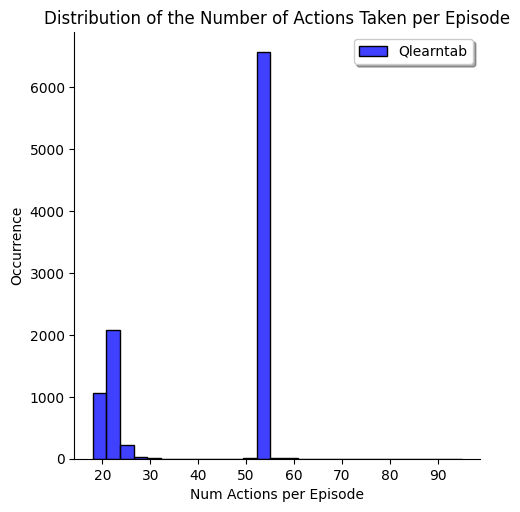 Distribution of the Number of Actions Taken per Episode
Qlearntab
6000
5000
4000
3000
2000
1000
0
Occurrence
20 30 40 50 60 70 80 90
Num Actions per Episode